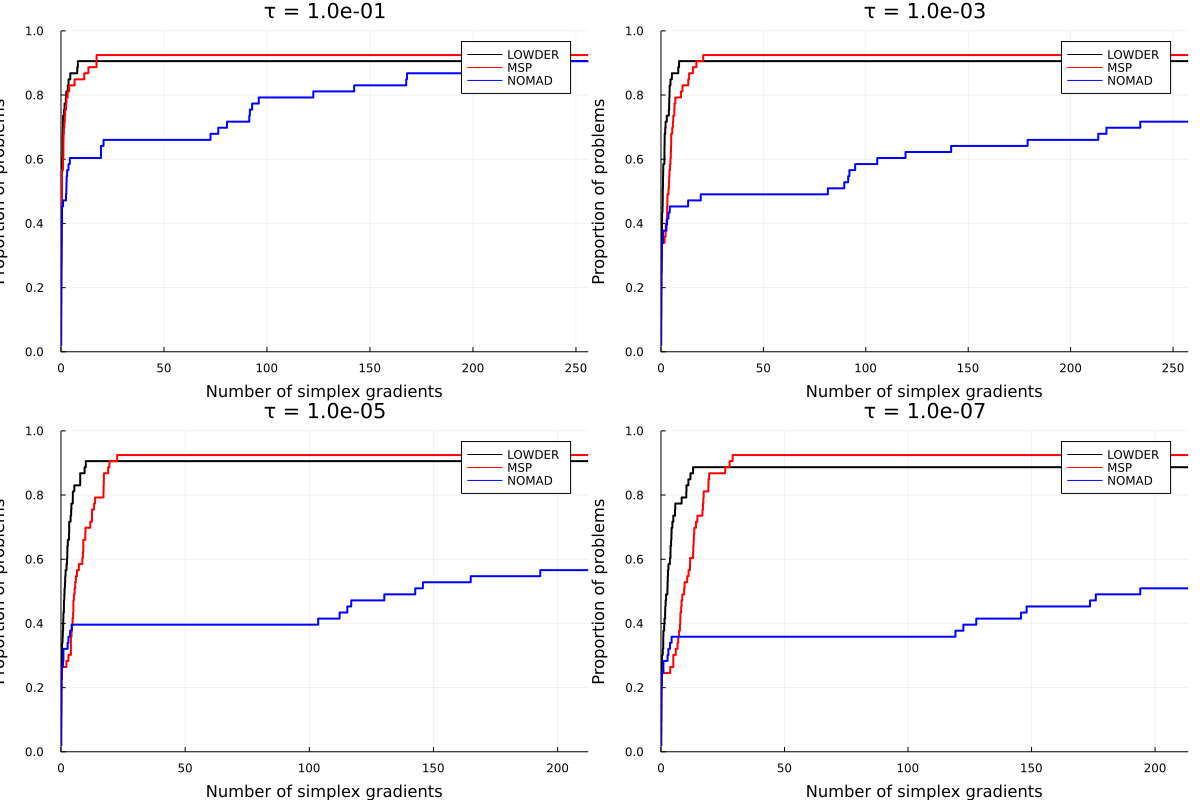 τ = 1.0e-01
Proportion of problems
1.0
0.8
0.6
0.4
0.2
0.0
LOWDER
MSP
NOMAD
0 50 100 150 200 250
Number of simplex gradients
τ = 1.0e-03
Proportion of problems
1.0
0.8
0.6
0.4
0.2
0.0
LOWDER
MSP
NOMAD
0 50 100 150 200 250
Number of simplex gradients
τ = 1.0e-05
Proportion of problems
1.0
0.8
0.6
0.4
0.2
0.0
LOWDER
MSP
NOMAD
0 50 100 150 200
Number of simplex gradients
τ = 1.0e-07
Proportion of problems
1.0
0.8
0.6
0.4
0.2
0.0
LOWDER
MSP
NOMAD
0 50 100 150 200
Number of simplex gradients